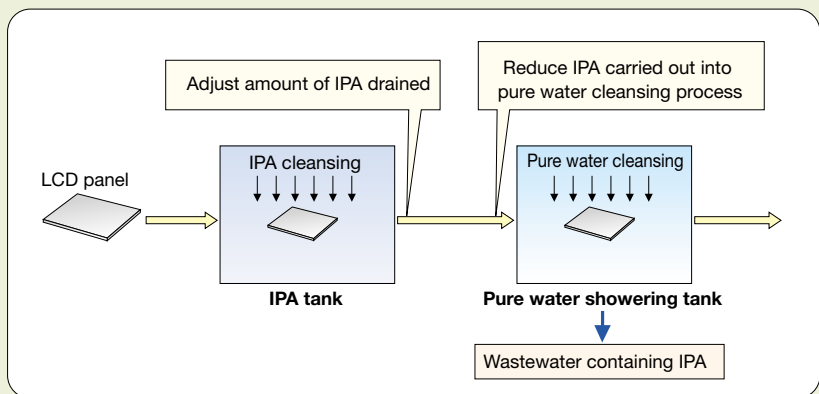 Adjust amount of IPA drained
Reduce IPA carried out into
pure water cleansing process
LCD panel
IPA cleansing
Pure water cleansing
IPA tank
Pure water showering tank
Wastewater containing IPA